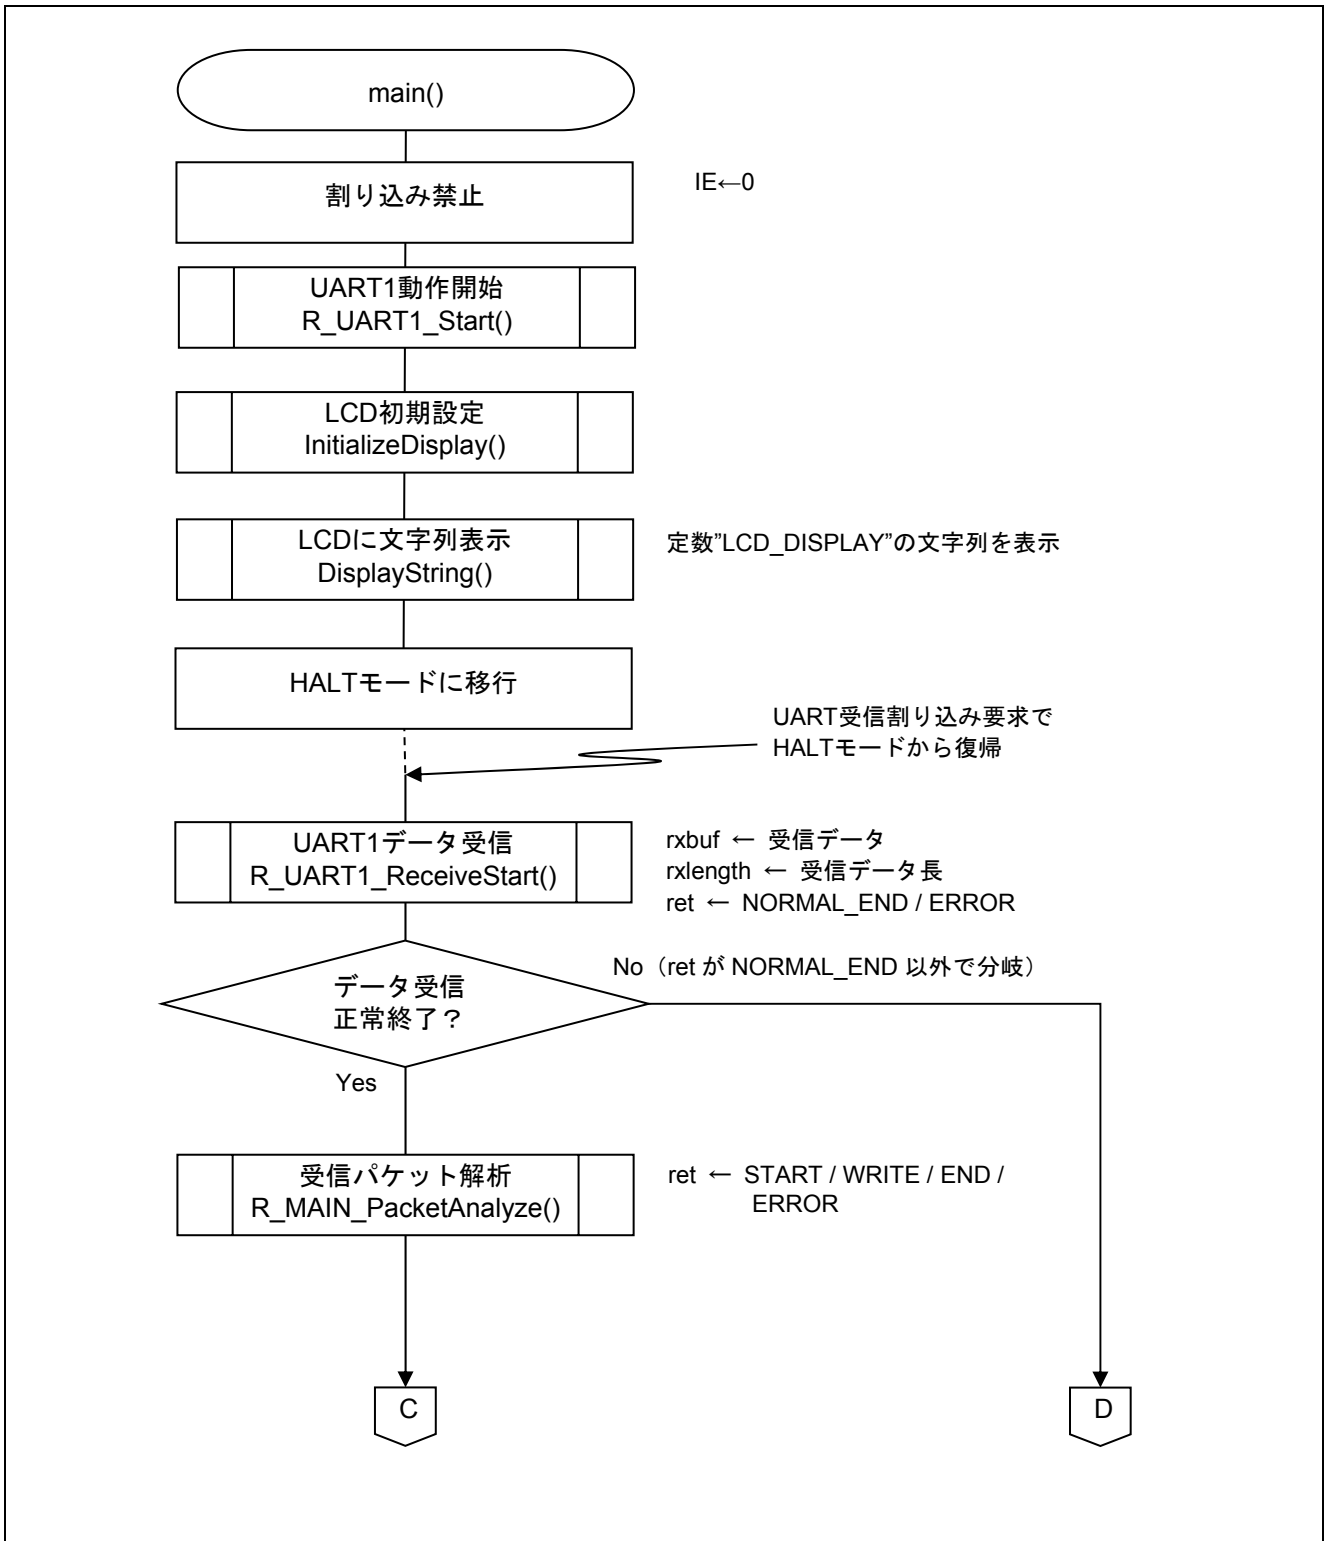 main()
割り込み禁止
IE←0
UART1動作開始
R_UART1_Start()
LCD初期設定
InitializeDisplay()
LCDに文字列表示
DisplayString()
定数”LCD_DISPLAY”の文字列を表示
HALTモードに移行
UART受信割り込み要求で
HALTモードから復帰
UART1データ受信
R_UART1_ReceiveStart()
rxbuf ← 受信データ
rxlength ← 受信データ長
ret ← NORMAL_END / ERROR
データ受信
正常終了？
No（ret が NORMAL_END 以外で分岐）
Yes
受信パケット解析
R_MAIN_PacketAnalyze()
ret ← START / WRITE / END /
ERROR
C
D